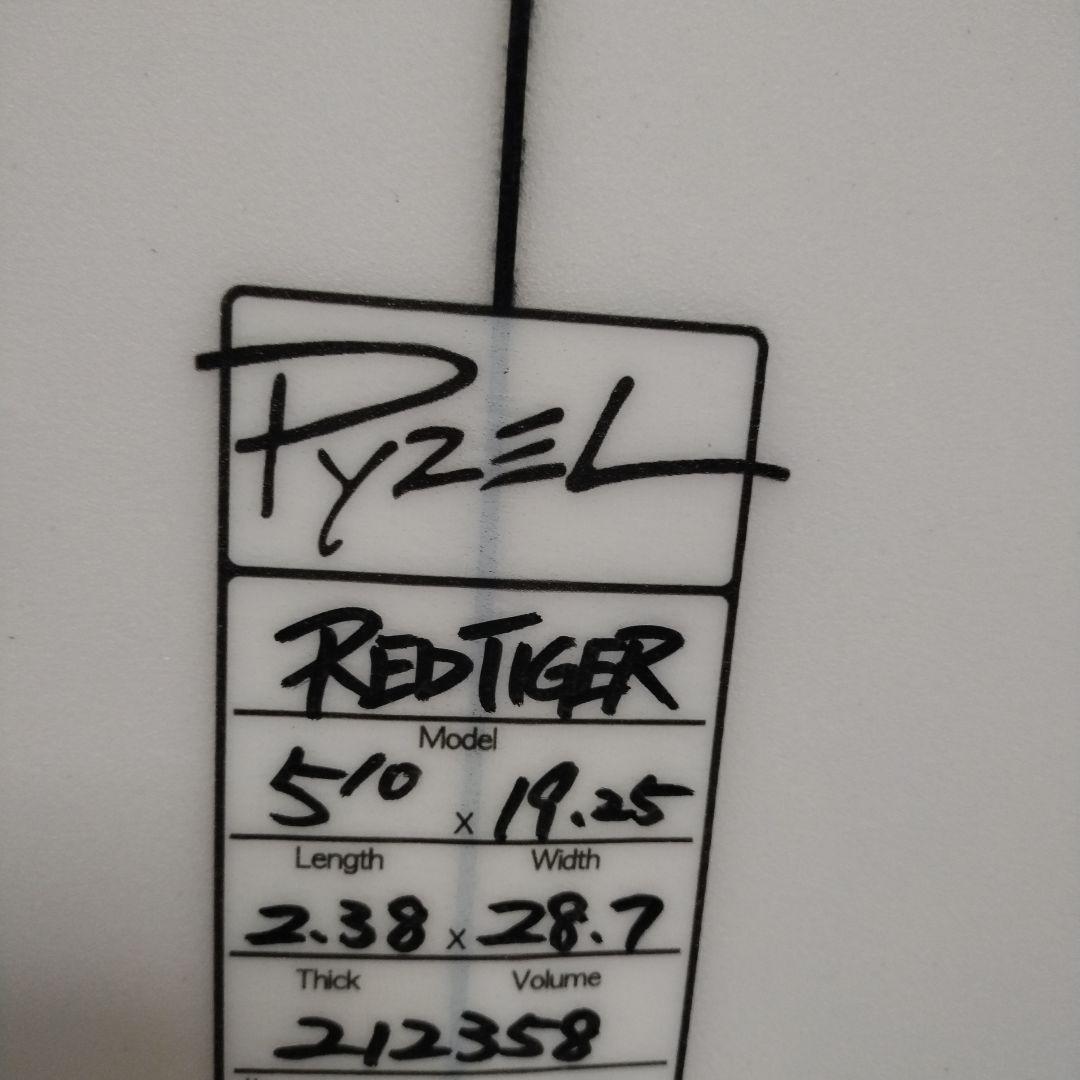 PYZEL
REDTIGER
Model
5'10 x 19.25
Length Width
2.38 x 28.7
Thick Volume
212358